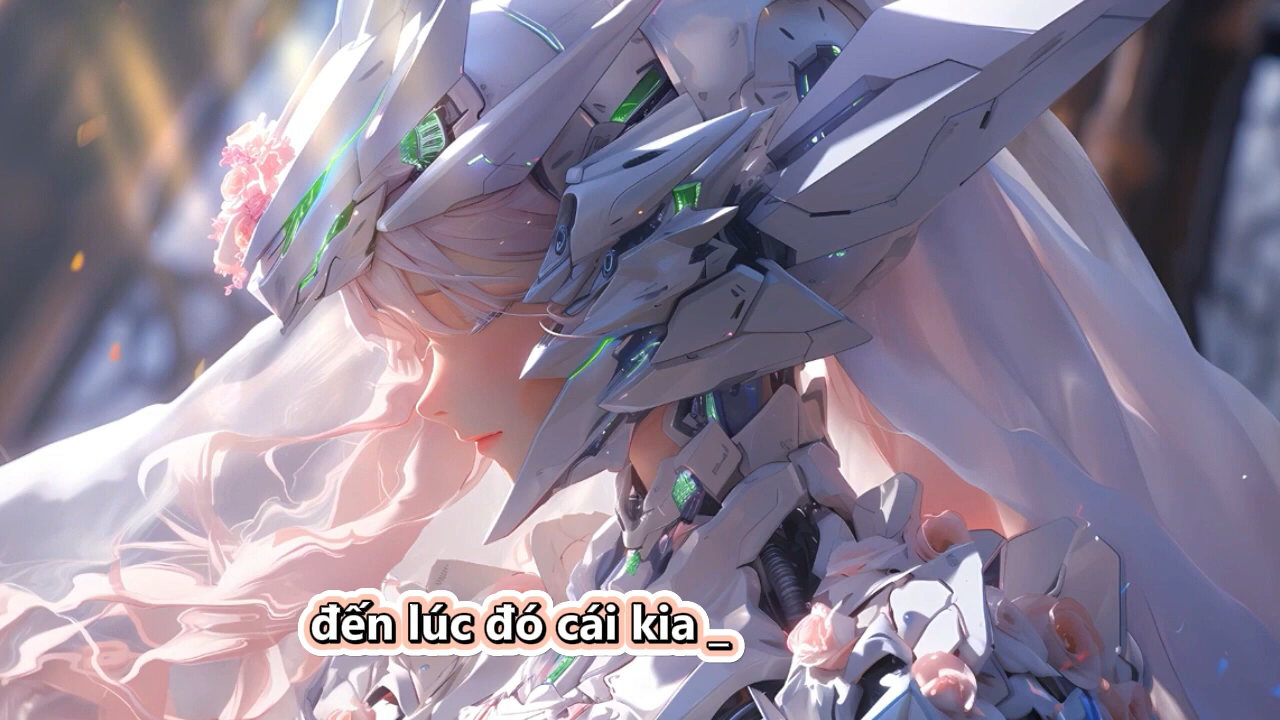 đến lúc đó cái kia _